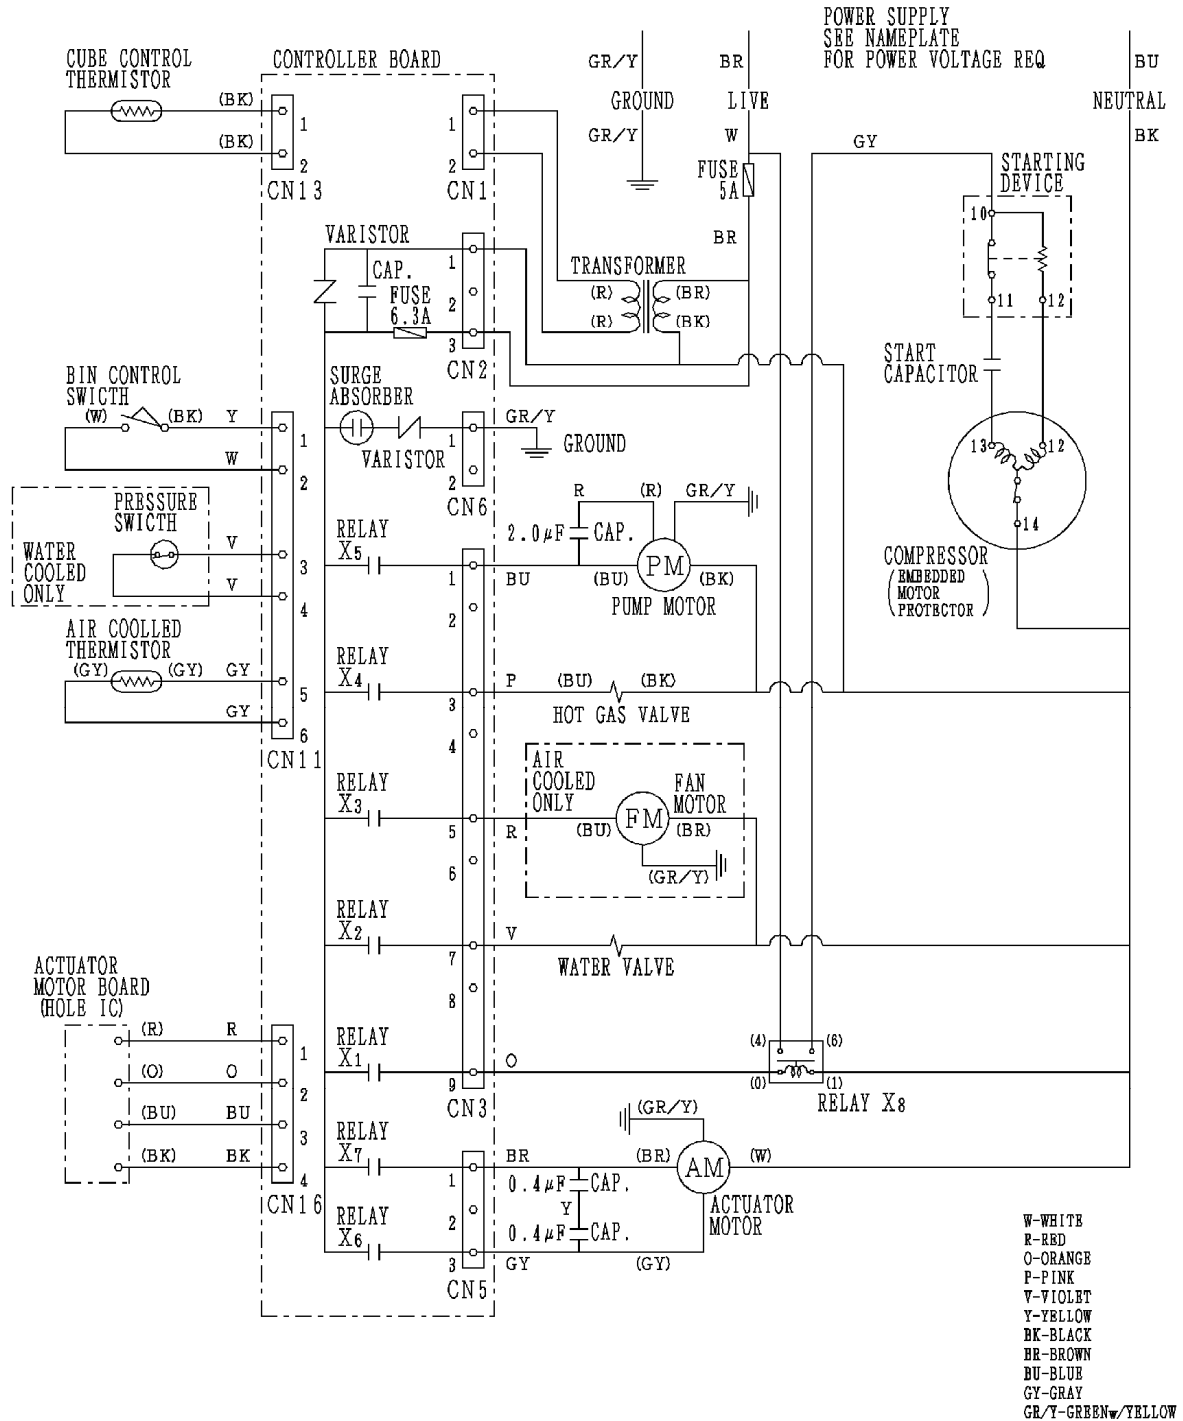 POWER SUPPLY
SEE NAMEPLATE
FOR POWER VOLTAGE REQ
CUBE CONTROL
THERMISTOR
CONTROLLER BOARD
GR/Y
BR
BU
GROUND
LIVE
NEUTRAL
(BK)
1
1
GR/Y
W
BK
(BK)
2
2
GY
CN13
CN1
FUSE
5A
STARTING
DEVICE
10
VARISTOR
BR
1
CAP.
FUSE
6.3A
2
TRANSFORMER
(R)
(BR)
(R)
(BK)
11
12
3
CN2
START
CAPACITOR
BIN CONTROL
SWICTH
(W)
(BK)
Y
SURGE
ABSORBER
GR/Y
1
1
GROUND
VARISTOR
13
12
W
2
2
CN6
PRESSURE
SWICTH
R
(R)
GR/Y
14
WATER
COOLED
ONLY
V
RELAY
X5
2.0μF
CAP.
3
1
BU
(BU)
PM
(BK)
COMPRESSOR
(EMBEDDED
MOTOR
PROTECTOR)
V
4
2
PUMP MOTOR
AIR COOLLED
THERMISTOR
(GY)
(GY)
GY
RELAY
X4
P
(BU)
(BK)
5
3
HOT GAS VALVE
GY
6
4
CN11
AIR
COOLED
ONLY
FAN
MOTOR
RELAY
X3
FM
5
R
(BU)
(BR)
6
(GR/Y)
RELAY
X2
V
7
WATER VALVE
ACTUATOR
MOTOR BOARD
(HOLE IC)
8
(R)
R
1
RELAY
X1
O
(4)
(6)
(O)
O
2
9
(0)
(1)
CN3
RELAY X8
(BU)
BU
3
(GR/Y)
RELAY
X7
(BK)
BK
4
BR
(BR)
AM
(W)
1
0.4μF
CAP.
CN16
ACTUATOR
MOTOR
RELAY
X6
2
Y
0.4μF
CAP.
3
GY
(GY)
CN5
W-WHITE
R-RED
O-ORANGE
P-PINK
V-VIOLET
Y-YELLOW
BK-BLACK
BR-BROWN
BU-BLUE
GY-GRAY
GR/Y-GREENw/YELLOW